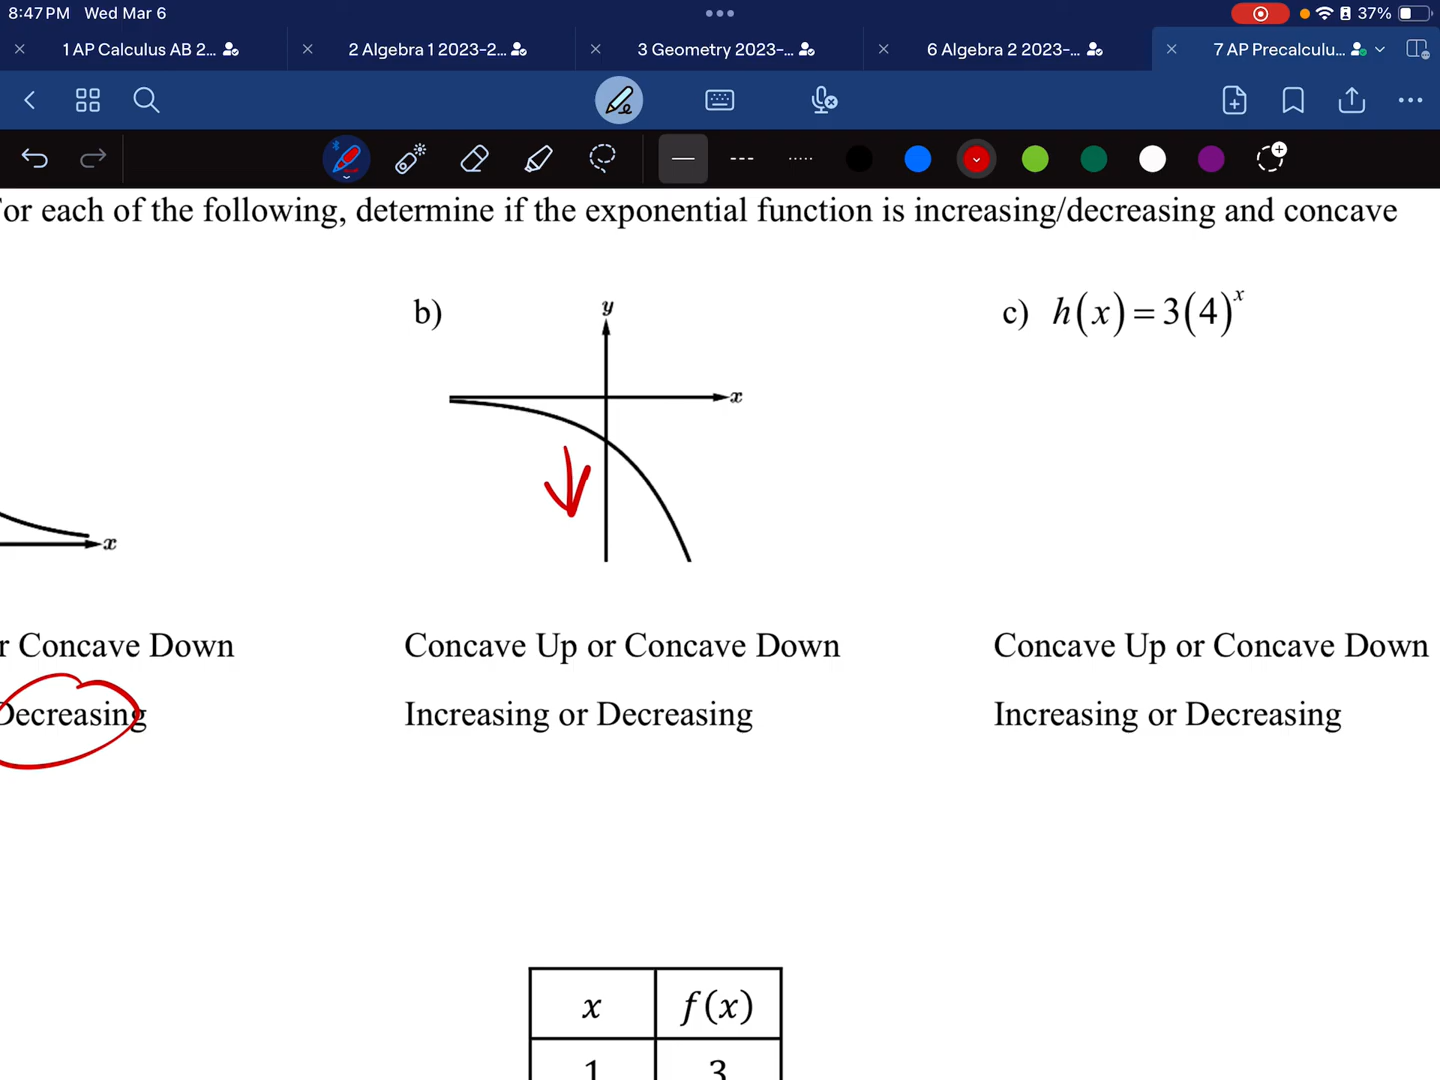 8:47 PM Wed Mar 6
37%
1 AP Calculus AB 2...
2 Algebra 1 2023-2...
3 Geometry 2023-...
6 Algebra 2 2023-...
7 AP Precalculu...
or each of the following, determine if the exponential function is increasing/decreasing and concave
b)
y
x
c) h(x) = 3(4)^x
x
r Concave Down
Concave Up or Concave Down
Concave Up or Concave Down
Decreasing
Increasing or Decreasing
Increasing or Decreasing
x f(x)
1 3